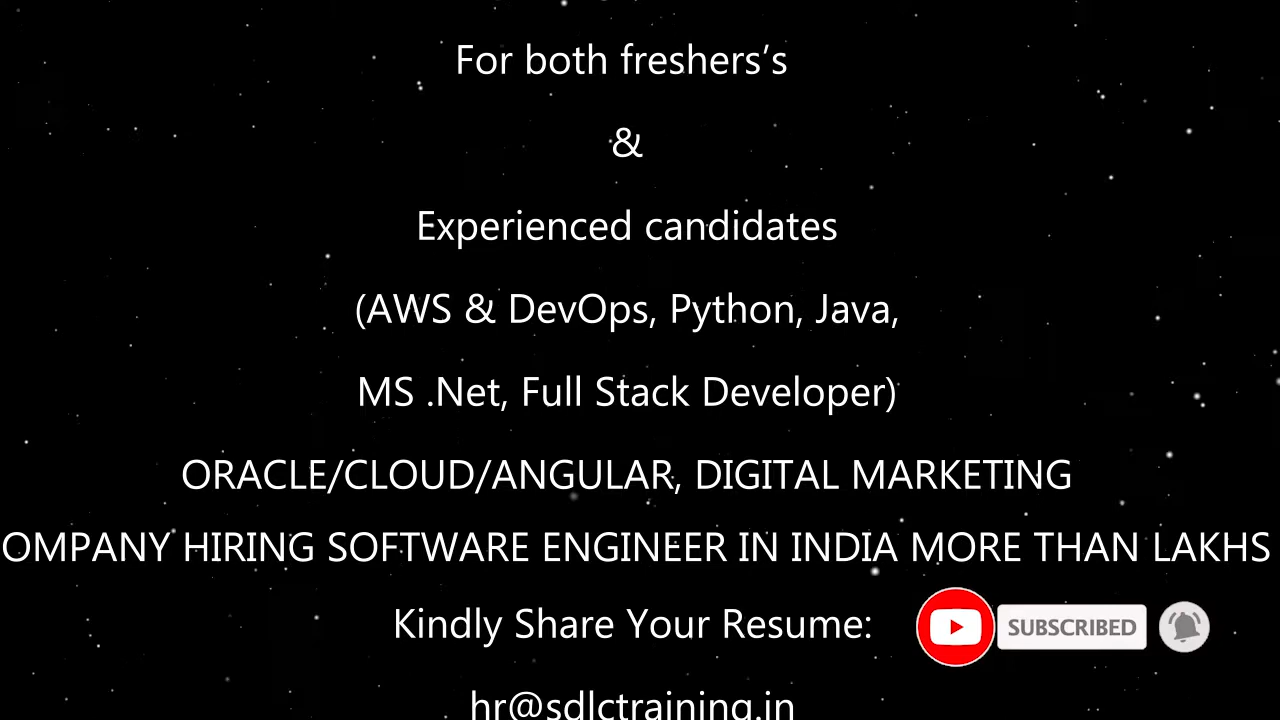 For both freshers’s
&
Experienced candidates
(AWS & DevOps, Python, Java,
MS .Net, Full Stack Developer)
ORACLE/CLOUD/ANGULAR, DIGITAL MARKETING
OMPANY HIRING SOFTWARE ENGINEER IN INDIA MORE THAN LAKHS
Kindly Share Your Resume:
SUBSCRIBED
hr@sdlctraining.in